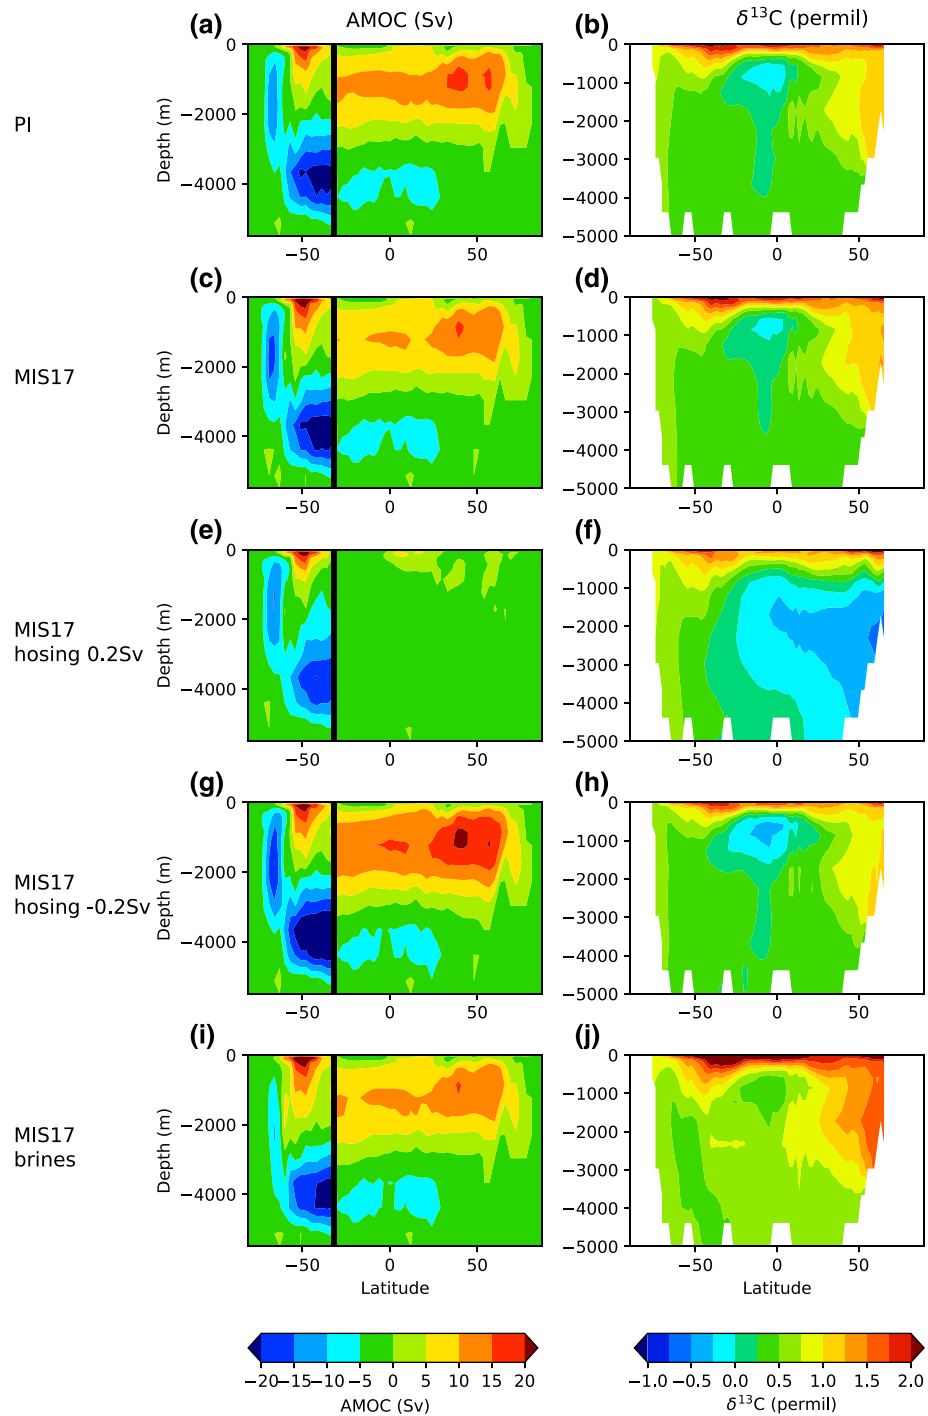 (a) AMOC (Sv)
(b) δ¹³C (permil)
PI
Depth (m)
0
−2000
−4000
−50 0 50
0
−1000
−2000
−3000
−4000
−5000
−50 0 50
(c)
(d)
MIS17
Depth (m)
0
−2000
−4000
−50 0 50
0
−1000
−2000
−3000
−4000
−5000
−50 0 50
(e)
(f)
MIS17
hosing 0.2Sv
Depth (m)
0
−2000
−4000
−50 0 50
0
−1000
−2000
−3000
−4000
−5000
−50 0 50
(g)
(h)
MIS17
hosing -0.2Sv
Depth (m)
0
−2000
−4000
−50 0 50
0
−1000
−2000
−3000
−4000
−5000
−50 0 50
(i)
(j)
MIS17
brines
Depth (m)
0
−2000
−4000
−50 0 50
Latitude
0
−1000
−2000
−3000
−4000
−5000
−50 0 50
Latitude
−20 −15 −10 −5 0 5 10 15 20
AMOC (Sv)
−1.0 −0.5 0.0 0.5 1.0 1.5 2.0
δ¹³C (permil)